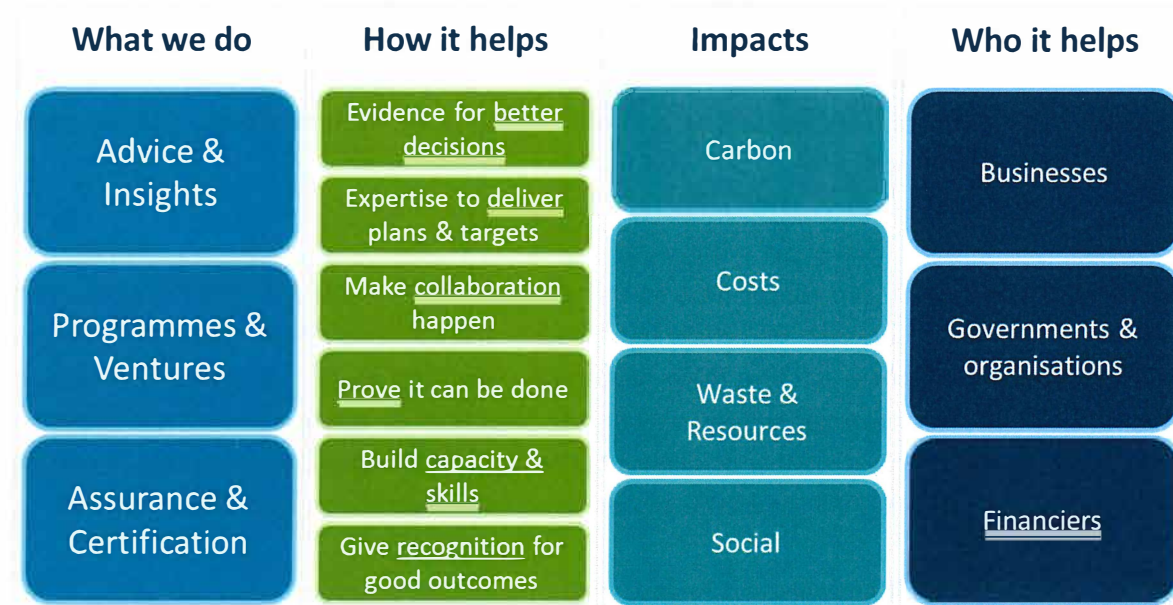 What we do
Advice &
Insights
Programmes &
Ventures
Assurance &
Certification
How it helps
Evidence for better
decisions
Expertise to deliver
plans & targets
Make collaboration
happen
Prove it can be done
Build capacity &
skills
Give recognition for
good outcomes
Impacts
Carbon
Costs
Waste &
Resources
Social
Who it helps
Businesses
Governments &
organisations
Financiers